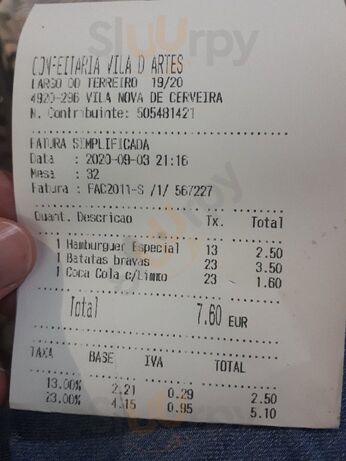 CONFEITARIA VILA D ARTES
LARGO DO TERREIRO 19/20
4920-296 VILA NOVA DE CERVEIRA
N. Contribuinte: 505481421
FATURA SIMPLIFICADA
Data : 2020-09-03 21:16
Mesa : 32
Fatura : FAC2011-S /1/ 567227
Quant. Descricao Tx. Total
1 Hamburguer Especial 13 2.50
1 Batatas bravas 23 3.50
1 Coca Cola c/Limao 23 1.60
Total 7.60 EUR
TAXA BASE IVA TOTAL
13.00% 2.21 0.29 2.50
23.00% 4.15 0.95 5.10
Sluurpy